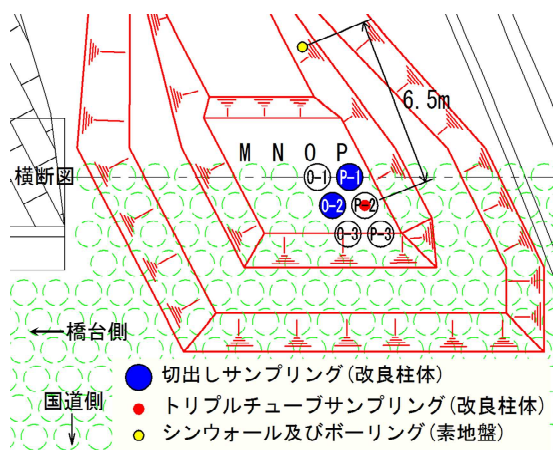 6.5m
M N O P
横断図
O-1 P-1
O-2 P-2
O-3 P-3
橋台側
切出しサンプリング(改良柱体)
国道側
トリプルチューブサンプリング(改良柱体)
シンウォール及びボーリング(素地盤)